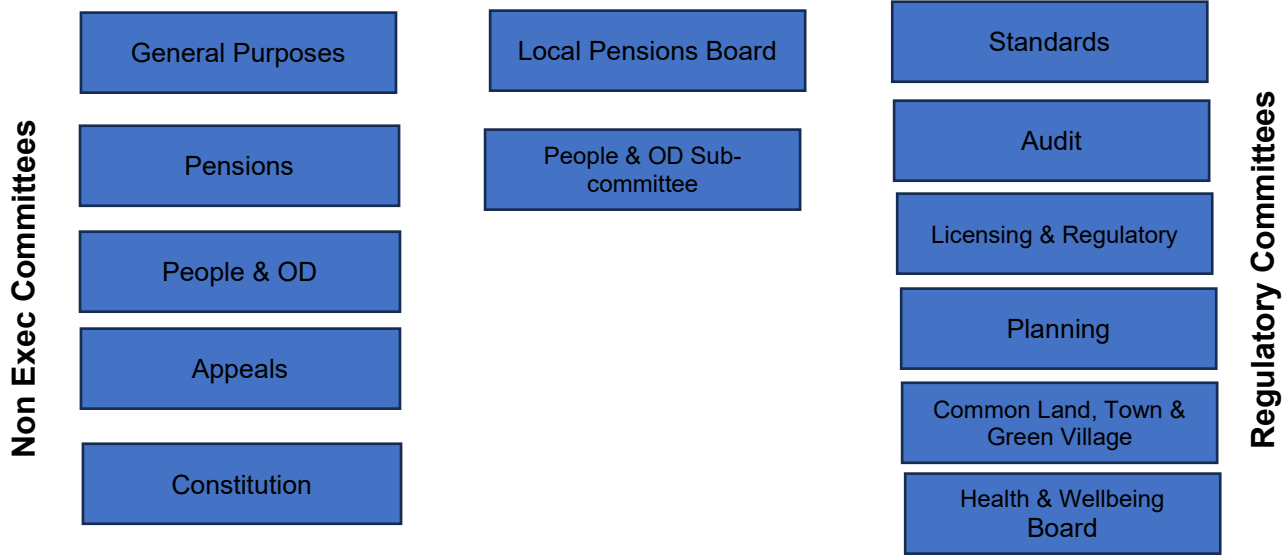 Non Exec Committees
General Purposes
Pensions
People & OD
Appeals
Constitution
Local Pensions Board
People & OD Sub-
committee
Standards
Audit
Licensing & Regulatory
Planning
Common Land, Town &
Green Village
Health & Wellbeing
Board
Regulatory Committees